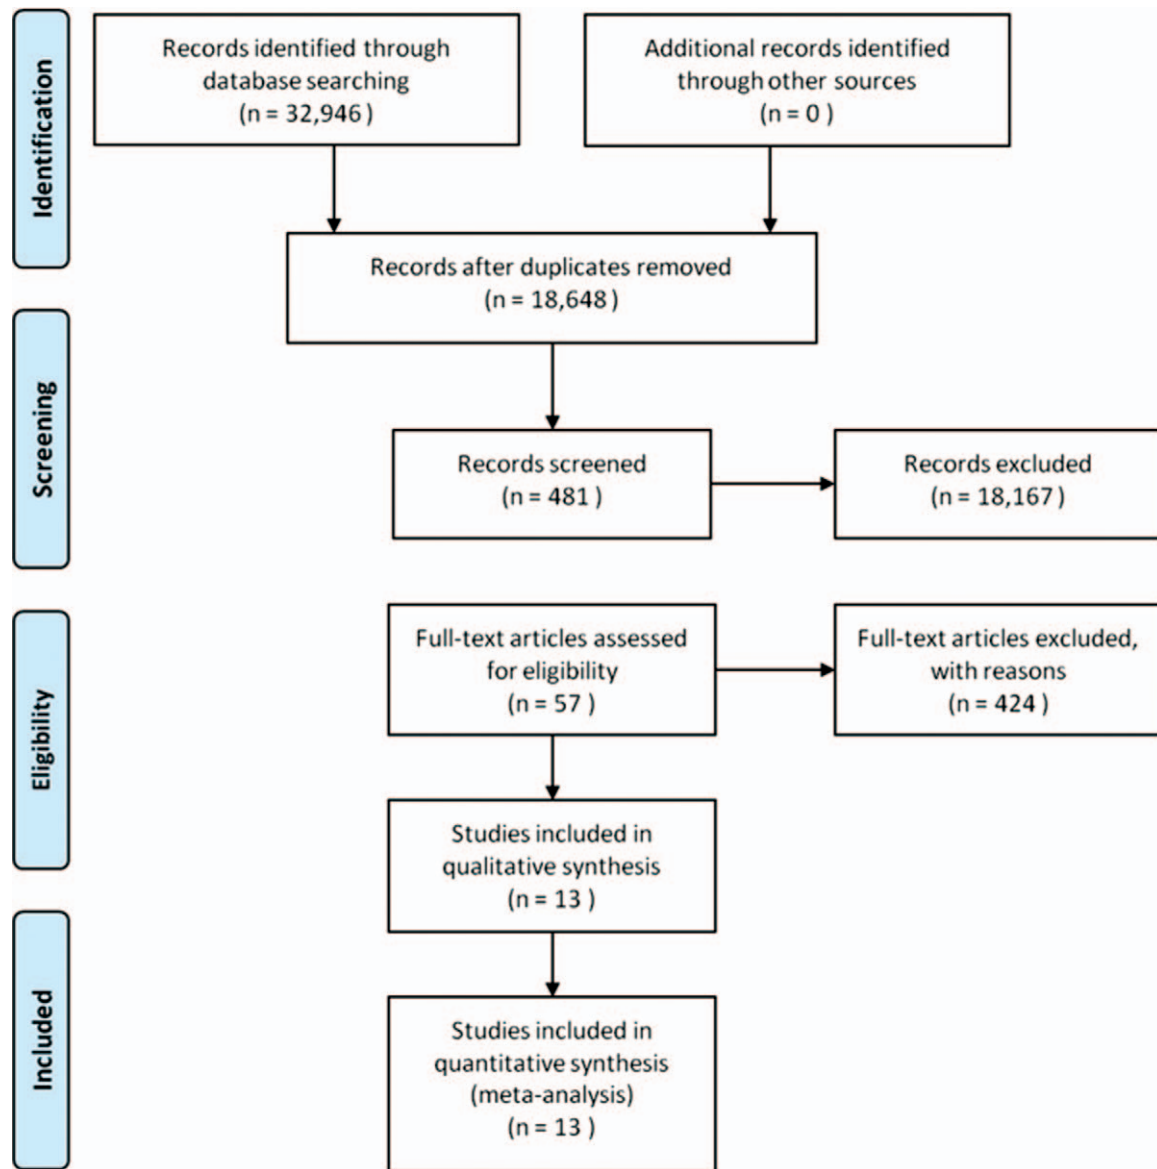 Identification
Records identified through
database searching
(n = 32,946 )
Additional records identified
through other sources
(n = 0 )
Records after duplicates removed
(n = 18,648 )
Screening
Records screened
(n = 481 )
Records excluded
(n = 18,167 )
Eligibility
Full-text articles assessed
for eligibility
(n = 57 )
Full-text articles excluded,
with reasons
(n = 424 )
Studies included in
qualitative synthesis
(n = 13 )
Included
Studies included in
quantitative synthesis
(meta-analysis)
(n = 13 )